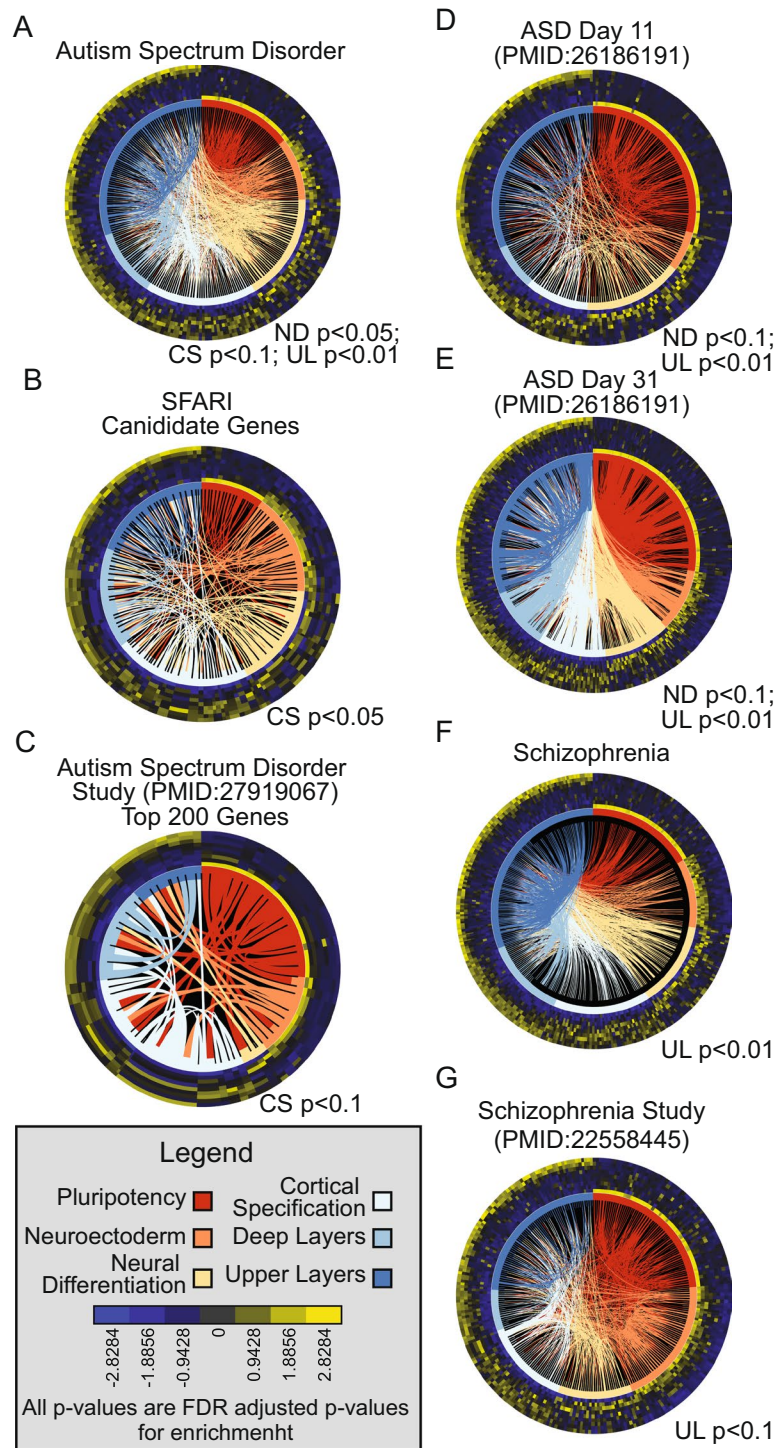 A
Autism Spectrum Disorder
ND p<0.05;
CS p<0.1; UL p<0.01
B
SFARI
Canididate Genes
CS p<0.05
C
Autism Spectrum Disorder
Study (PMID:27919067)
Top 200 Genes
CS p<0.1
Legend
Pluripotency
Neuroectoderm
Neural
Differentiation
Cortical
Specification
Deep Layers
Upper Layers
-2.8284
-1.8856
-0.9428
0
0.9428
1.8856
2.8284
All p-values are FDR adjusted p-values
for enrichmenht
D
ASD Day 11
(PMID:26186191)
ND p<0.1;
UL p<0.01
E
ASD Day 31
(PMID:26186191)
ND p<0.1;
UL p<0.01
F
Schizophrenia
UL p<0.01
G
Schizophrenia Study
(PMID:22558445)
UL p<0.1